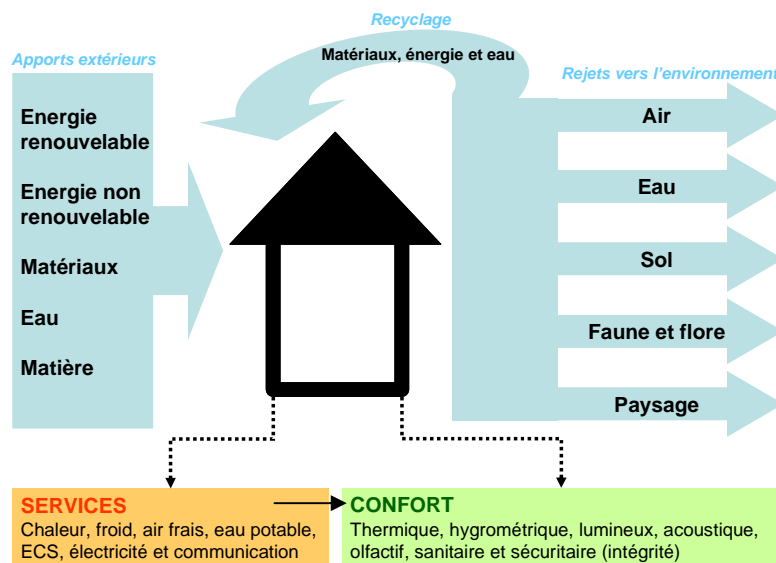 Recyclage
Matériaux, énergie et eau
Apports extérieurs
Energie
renouvelable
Energie non
renouvelable
Matériaux
Eau
Matière
Rejets vers l'environnement
Air
Eau
Sol
Faune et flore
Paysage
SERVICES
Chaleur, froid, air frais, eau potable,
ECS, électricité et communication
CONFORT
Thermique, hygrométrique, lumineux, acoustique,
olfactif, sanitaire et sécuritaire (intégrité)